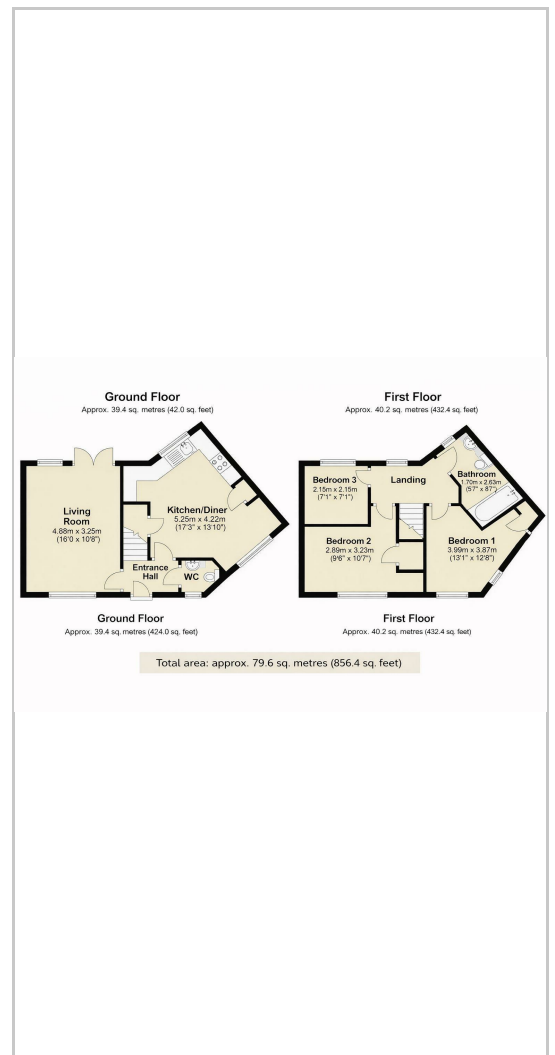 Ground Floor
Approx. 39.4 sq. metres (42.0 sq. feet)
First Floor
Approx. 40.2 sq. metres (432.4 sq. feet)
Living
Room
4.88m x 3.25m
(16'0 x 10'8")
Kitchen/Diner
5.25m x 4.22m
(17'3" x 13'10")
Entrance
Hall
WC
Bedroom 3
2.15m x 2.15m
(7'1" x 7'1")
Landing
Bathroom
1.70m x 2.63m
(5'7" x 8'7")
Bedroom 2
2.89m x 3.23m
(9'6" x 10'7")
Bedroom 1
3.99m x 3.87m
(13'1" x 12'8")
Ground Floor
Approx. 39.4 sq. metres (424.0 sq. feet)
First Floor
Approx. 40.2 sq. metres (432.4 sq. feet)
Total area: approx. 79.6 sq. metres (856.4 sq. feet)